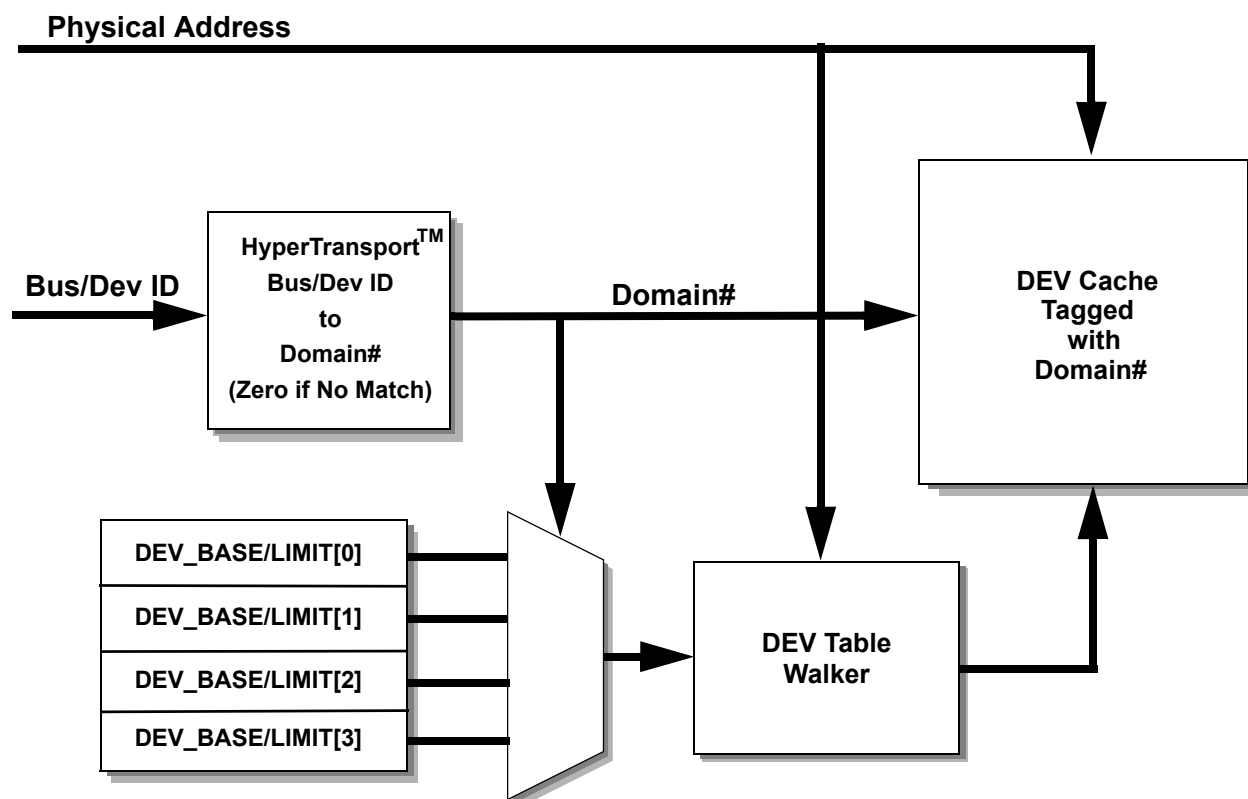 Physical Address
HyperTransport™
Bus/Dev ID
to
Domain#
(Zero if No Match)
Bus/Dev ID
Domain#
DEV Cache
Tagged
with
Domain#
DEV_BASE/LIMIT[0]
DEV_BASE/LIMIT[1]
DEV_BASE/LIMIT[2]
DEV_BASE/LIMIT[3]
DEV Table
Walker